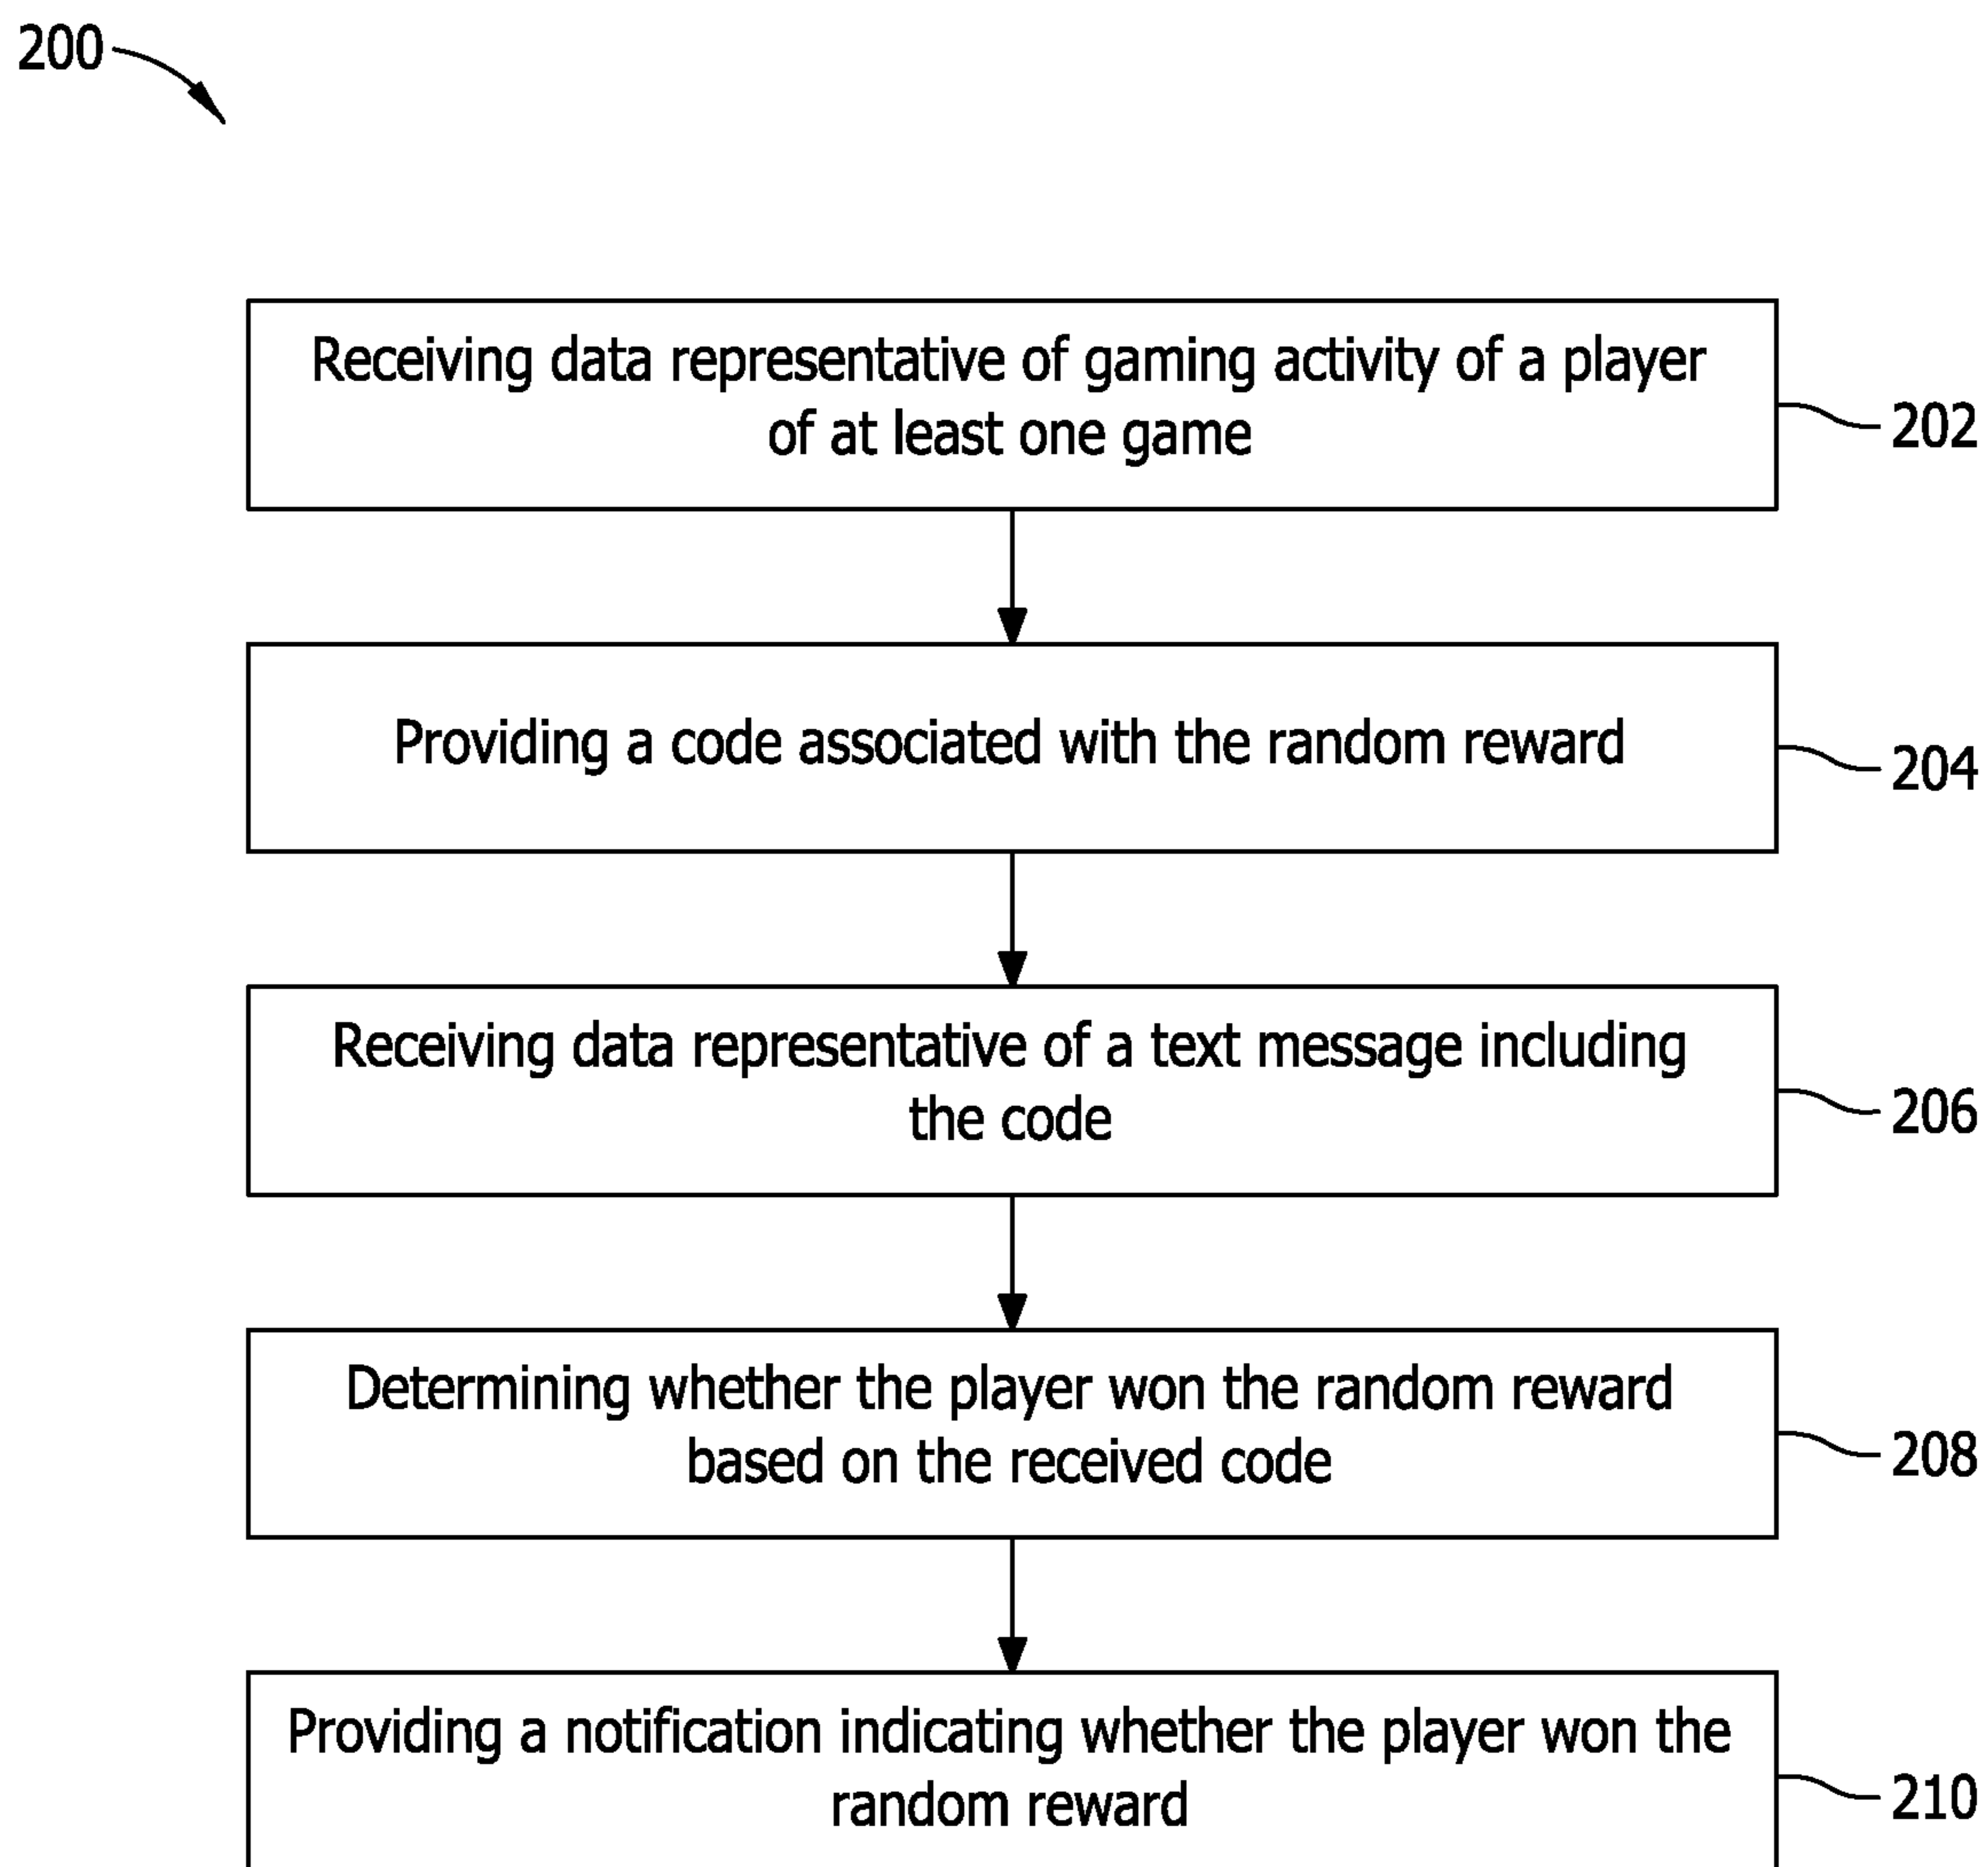 200
Receiving data representative of gaming activity of a player
of at least one game
202
Providing a code associated with the random reward
204
Receiving data representative of a text message including
the code
206
Determining whether the player won the random reward
based on the received code
208
Providing a notification indicating whether the player won the
random reward
210